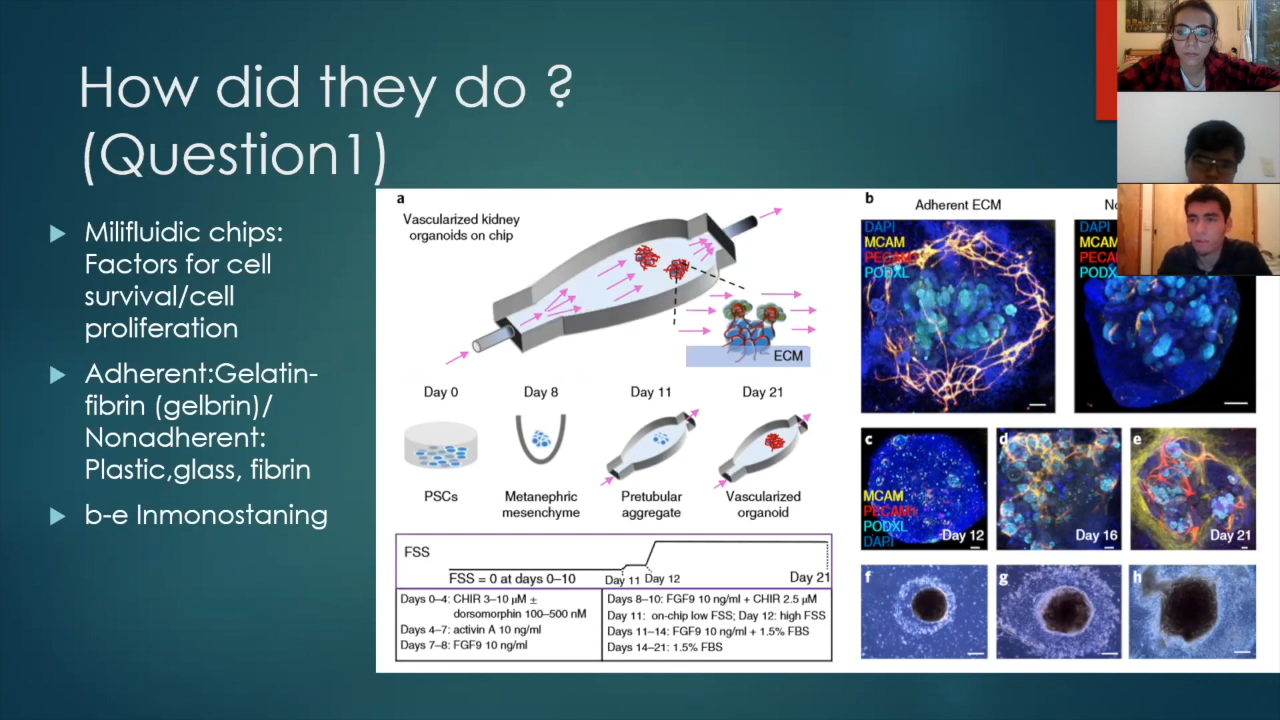 How did they do ?
(Question1)
Milifluidic chips:
Factors for cell
survival/cell
proliferation
Adherent:Gelatin-
fibrin (gelbrin)/
Nonadherent:
Plastic,glass, fibrin
b-e Inmonostaning
a
Vascularized kidney
organoids on chip
ECM
Day 0
Day 8
Day 11
Day 21
PSCs
Metanephric
mesenchyme
Pretubular
aggregate
Vascularized
organoid
FSS
FSS = 0 at days 0–10
Day 11
Day 12
Day 21
Days 0–4: CHIR 3–10 μM ±
dorsomorphin 100–500 nM
Days 4–7: activin A 10 ng/ml
Days 7–8: FGF9 10 ng/ml
Days 8–10: FGF9 10 ng/ml + CHIR 2.5 μM
Day 11: on-chip low FSS; Day 12: high FSS
Days 11–14: FGF9 10 ng/ml + 1.5% FBS
Days 14–21: 1.5% FBS
b
Adherent ECM
DAPI
MCAM
PECAM1
PODXL
DAPI
MCAM
PODXL
c
MCAM
PECAM1
PODXL
DAPI
Day 12
d
Day 16
e
Day 21
f
g
h